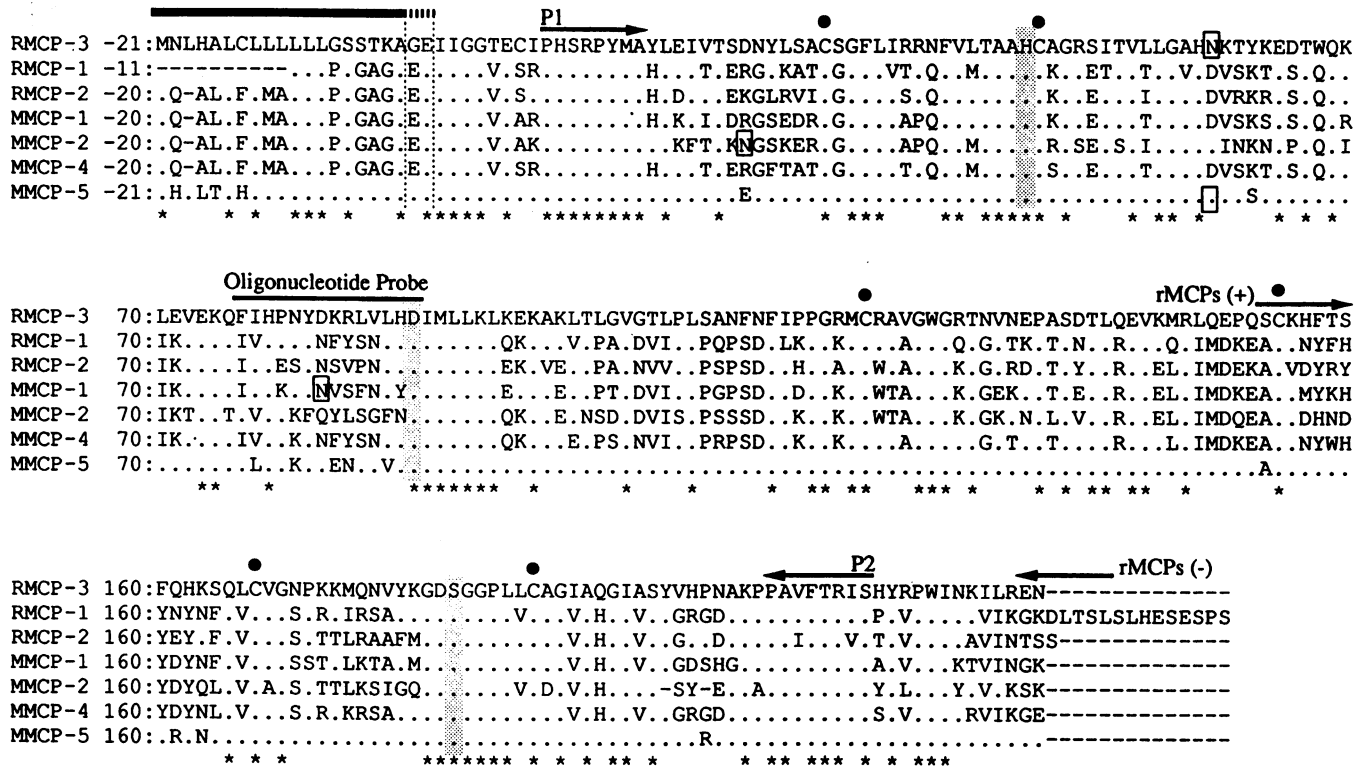 P1
RMCP-3 -21:MNLHALCLLLLLLGSSTKAGEIIGGTECIPHSRPYMAYLEIVTSDNYLSACSGFLIRRNFVLTAAHCAGRSITVLLGAHNKTYKEDTWQK
RMCP-1 -11:----------...P.GAG.E.....V.SR........H...T.ERG.KAT.G...VT.Q..M.....K..ET..T..V.DVSKT.S.Q..
RMCP-2 -20:.Q-AL.F.MA...P.GAG.E.....V.S.........H.D...EKGLRVI.G....S.Q........K..E...I....DVRKR.S.Q..
MMCP-1 -20:.Q-AL.F.MA...P.GAG.E.....V.AR........H.K.I.DRGSEDR.G....APQ........K..E...T....DVSKS.S.Q.R
MMCP-2 -20:.Q-AL.F.MA...P.GAG.E.....V.AK..........KFT.KNGSKER.G....APQ..M.....R.SE.S.I.....INKN.P.Q.I
MMCP-4 -20:.Q-AL.F.MA...P.GAG.E.....V.SR........H...T.ERGFTAT.G....T.Q..M.....S..E...T....DVSKT.S.Q..
MMCP-5 -21:.H.LT.H.....................................E.....................................S.......
* * * *** * * ********* ******** * * * *** ** ***** * * ** * * * *
Oligonucleotide Probe rMCPs (+)
RMCP-3 70:LEVEKQFIHPNYDKRLVLHDIMLLKLKEKAKLTLGVGTLPLSANFNFIPPGRMCRAVGWGRTNVNEPASDTLQEVKMRLQEPQSCKHFTS
RMCP-1 70:IK....IV....NFYSN.........QK....V.PA.DVI..PQPSD.LK..K.....A...Q.G.TK.T.N..R...Q.IMDKEA..NYFH
RMCP-2 70:IK....I..ES.NSVPN.........QK..VE..PA.NVV..PSPSD.H..A..W.A....G.RD.T.Y..R...EL.IMDEKA.VDYRY
MMCP-1 70:IK....I..K..NVSFN.Y.......E...E..PT.DVI..PGPSD.K..K..WTA....GEK..T.T..R...EL.IMDKEA..MYKH
MMCP-2 70:IKT..T.V..KFQYLSGFN.......QK..E.NSD.DVIS.PSSSD.K..K..WTA....G.K.N.L.V..R...EL.IMDQEA..DHND
MMCP-4 70:IK....IV..K.NFYSN.........QK...E.PS.NVI..PRPSD.K..K....A.....G.T..T....R...L.IMDKEA..NYWH
MMCP-5 70:.......L..K..EN..V.................................................................A......
** * ******* * * * * ** ** *** * * * ** ** * *
P2 rMCPs (-)
RMCP-3 160:FQHKSQLCVGNPKKMQNVYKGDSGGPLLCAGIAQGIASYVHPNAKPPAVFTRISHYRPWINKILREN--------------
RMCP-1 160:YNYNF.V...S.R.IRSA.........V...V.H..V..GRGD...........P.V....VIKGKDLTSLSLHESESPS
RMCP-2 160:YEY.F.V...S.TTLRAAFM...........V.H..V...G.D.....I...V.T.V....AVINTSS-------------
MMCP-1 160:YDYNF.V...SST.LKTA.M...........V.H..V..GDSHG..........A.V...KTVINGK--------------
MMCP-2 160:YDYQL.V.A.S.TTLKSIGQ.......V.D.V.H....-SY-E..A........Y.L...Y.V.KSK--------------
MMCP-4 160:YDYNL.V...S.R.KRSA.............V.H..V..GRGD...........S.V....RVIKGE--------------
MMCP-5 160:.R.N.....................................R.........................--------------
* * * ******* ** ** * ** **** * * ****